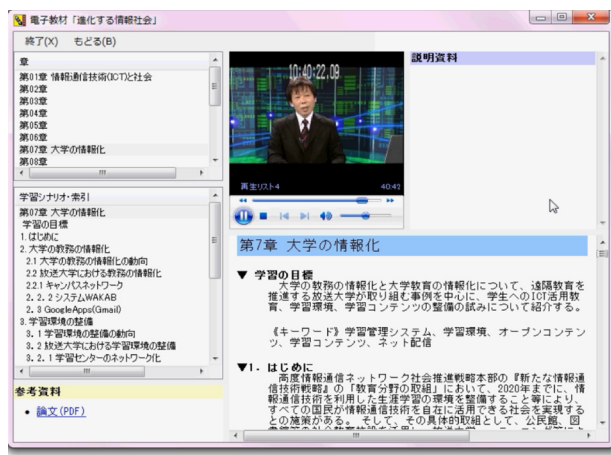 電子教材「進化する情報社会」
終了(X) もどる(B)
章
第01章 情報通信技術(ICT)と社会
第02章
第03章
第04章
第05章
第06章
第07章 大学の情報化
第08章
学習シナリオ・索引
第07章 大学の情報化
学習の目標
1. はじめに
2. 大学の教務の情報化
2.1 大学の教務の情報化の動向
2.2 放送大学における教務の情報化
2.2.1 キャンパスネットワーク
2. 2. 2 システムWAKABA
2. 3 GoogleApps(Gmail)
3. 学習環境の整備
3. 1 学習環境の整備の動向
3. 2 放送大学における学習環境の整備
3. 2. 1 学習センターのネットワーク化
参考資料
• 論文(PDF)
10:40:22.09
再生リスト4 40:42
説明資料
第7章 大学の情報化
▼ 学習の目標
大学の教務の情報化と大学教育の情報化について、遠隔教育を
推進する放送大学が取り組む事例を中心に、学生へのICT活用教
育、学習環境、学習コンテンツの整備の試みについて紹介する。
《キーワード》学習管理システム、学習環境、オープンコンテン
ツ、学習コンテンツ、ネット配信
▼1. はじめに
高度情報通信ネットワーク社会推進戦略本部の『新たな情報通
信技術戦略』の「教育分野の取組」において、2020年までに、情
報通信技術を利用した生涯学習の環境を整備すること等により、
すべての国民が情報通信技術を自在に活用できる社会を実現する
との施策がある。 そして、その具体的取組として、公民館、図